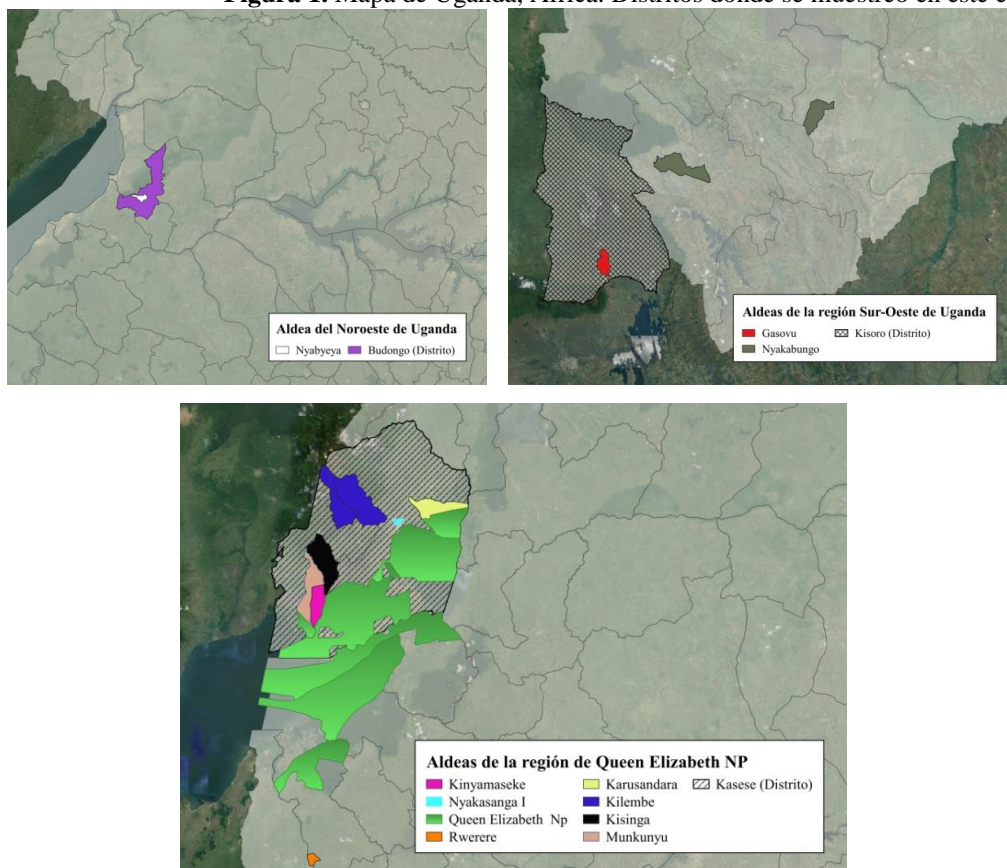 Figura 1. Mapa de Uganda, África. Distritos donde se muestreó en este
Aldea del Noroeste de Uganda
Nyabyeya Budongo (Distrito)
Aldeas de la región Sur-Oeste de Uganda
Gasovu Kisoro (Distrito)
Nyakabungo
Aldeas de la región de Queen Elizabeth NP
Kinyamaseke Karusandara Kasese (Distrito)
Nyakasanga I Kilembe
Queen Elizabeth Np Kisinga
Rwerere Munkunyu